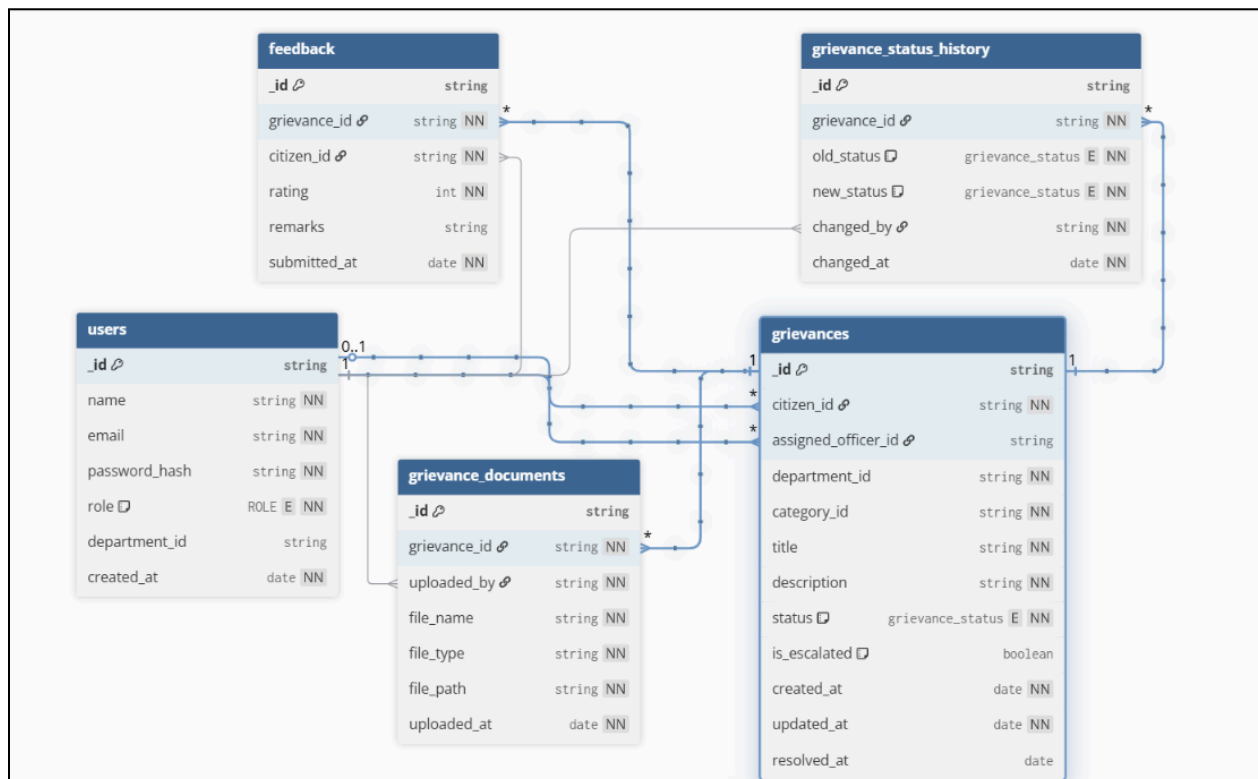 feedback
_id string
grievance_id string NN
citizen_id string NN
rating int NN
remarks string
submitted_at date NN
*
grievance_status_history
_id string
grievance_id string NN
old_status grievance_status E NN
new_status grievance_status E NN
changed_by string NN
changed_at date NN
*
users
_id string
name string NN
email string NN
password_hash string NN
role ROLE E NN
department_id string
created_at date NN
0..1
1
grievance_documents
_id string
grievance_id string NN
uploaded_by string NN
file_name string NN
file_type string NN
file_path string NN
uploaded_at date NN
*
grievances
1 _id string 1
* citizen_id string NN
* assigned_officer_id string
department_id string NN
category_id string NN
title string NN
description string NN
status grievance_status E NN
is_escalated boolean
created_at date NN
updated_at date NN
resolved_at date